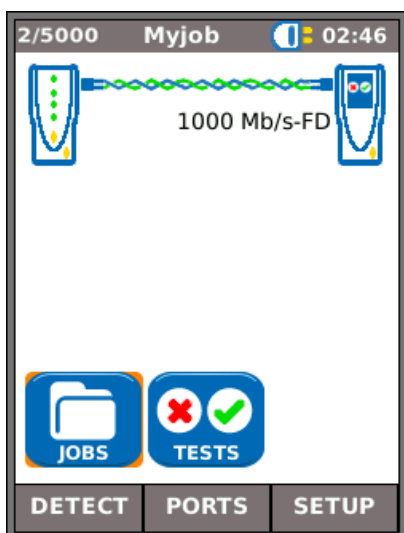 2/5000 Myjob 02:46
1000 Mb/s-FD
JOBS TESTS
DETECT PORTS SETUP